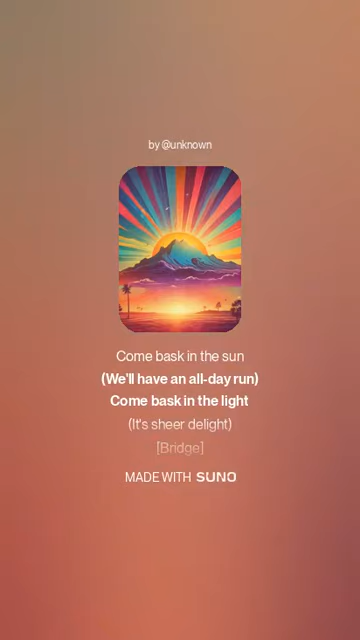 by @unknown
Come bask in the sun
(We'll have an all-day run)
Come bask in the light
(It's sheer delight)
[Bridge]
MADE WITH SUNO